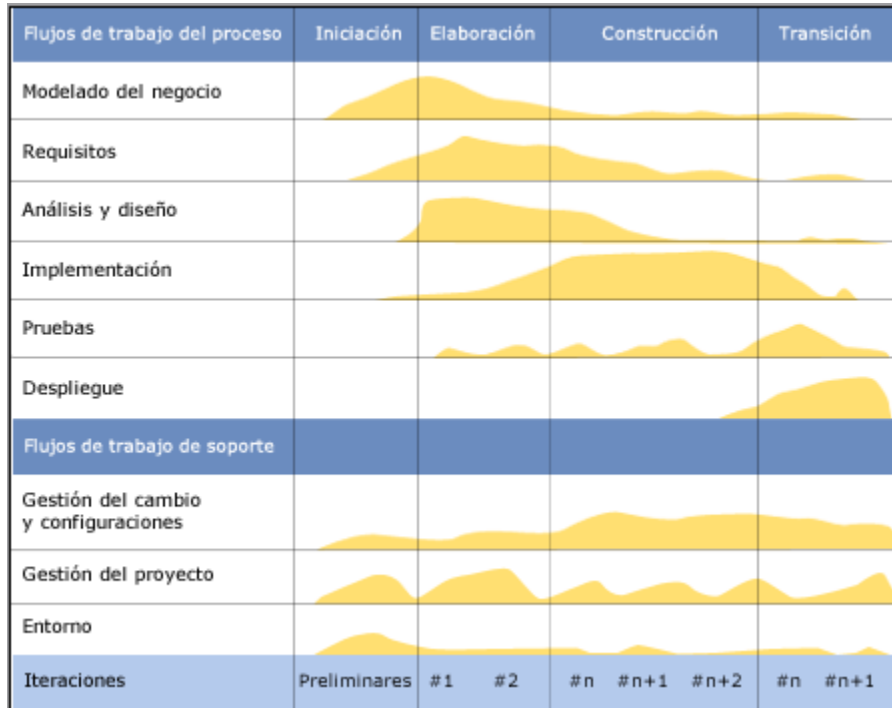 Flujos de trabajo del proceso Iniciación Elaboración Construcción Transición
Modelado del negocio
Requisitos
Análisis y diseño
Implementación
Pruebas
Despliegue
Flujos de trabajo de soporte
Gestión del cambio
y configuraciones
Gestión del proyecto
Entorno
Iteraciones Preliminares #1 #2 #n #n+1 #n+2 #n #n+1